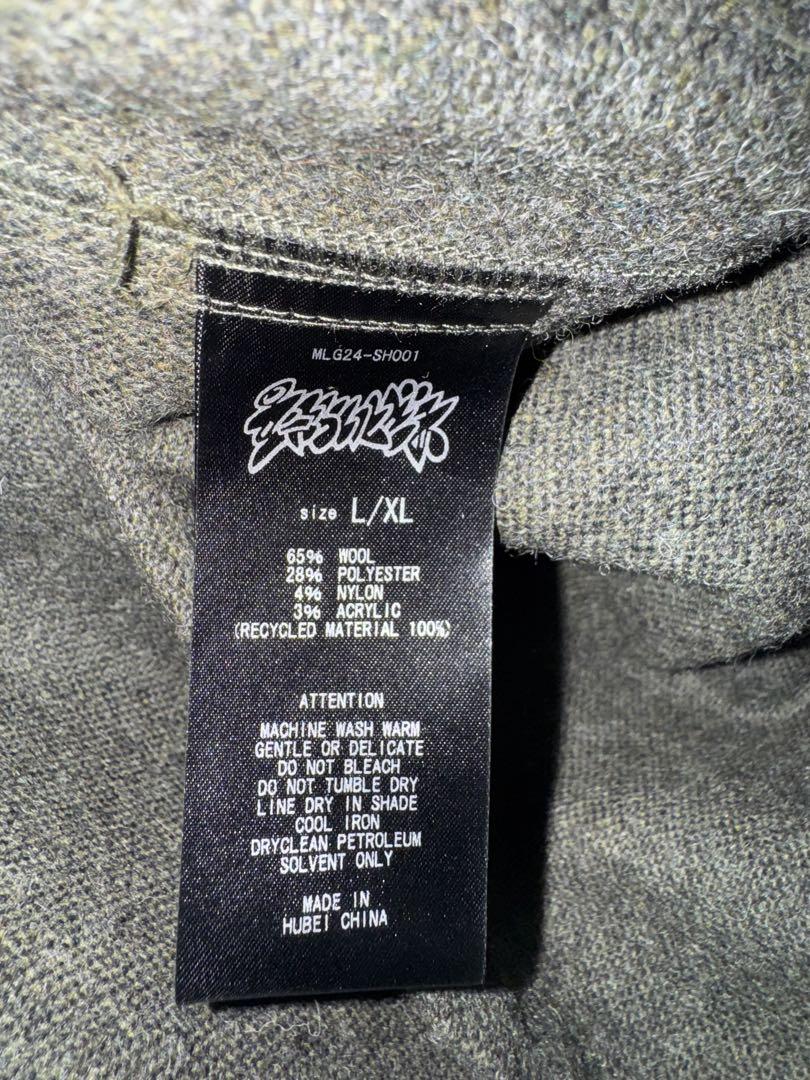 MLG24-SH001
size L/XL
65% WOOL
28% POLYESTER
4% NYLON
3% ACRYLIC
(RECYCLED MATERIAL 100%)
ATTENTION
MACHINE WASH WARM
GENTLE OR DELICATE
DO NOT BLEACH
DO NOT TUMBLE DRY
LINE DRY IN SHADE
COOL IRON
DRYCLEAN PETROLEUM
SOLVENT ONLY
MADE IN
HUBEI CHINA